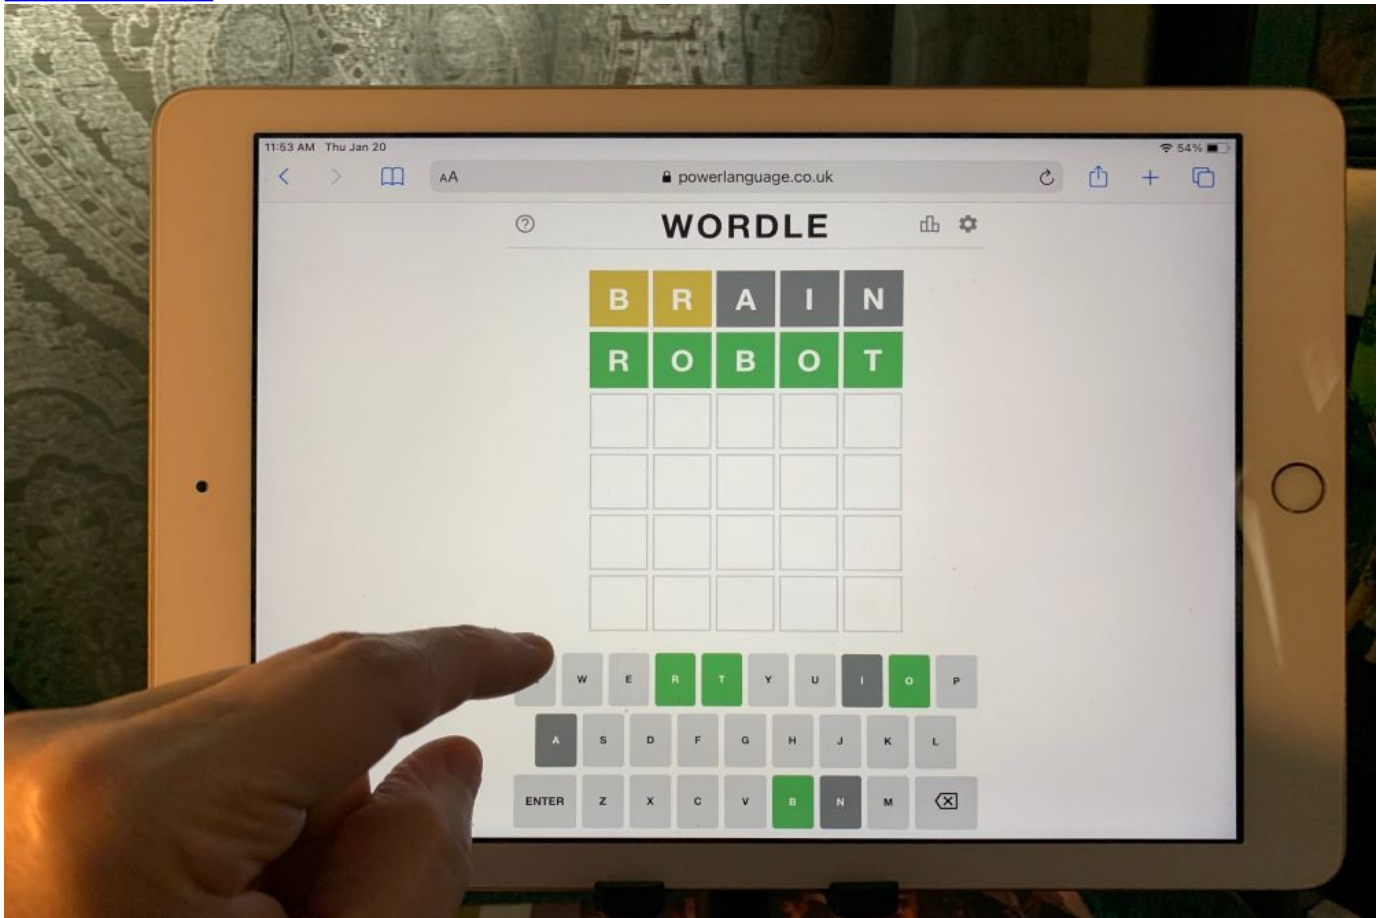 11:53 AM Thu Jan 20 54%
AA powerlanguage.co.uk
WORDLE
B R A I N
R O B O T
W E R T Y U I O P
A S D F G H J K L
ENTER Z X C V B N M